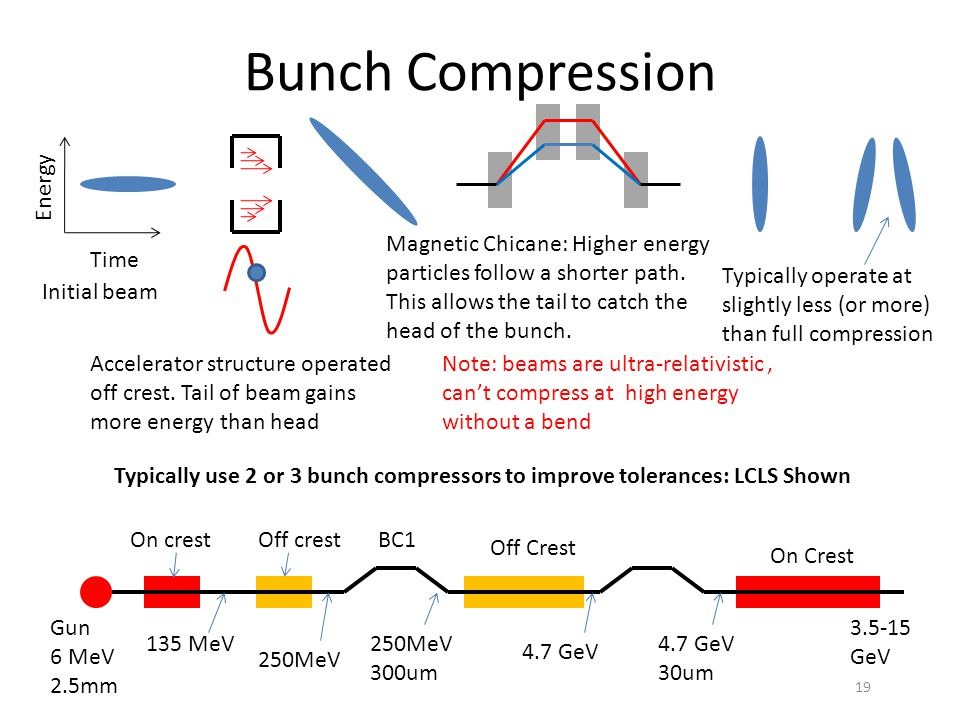 Bunch Compression
Energy
Time
Initial beam
Magnetic Chicane: Higher energy
particles follow a shorter path.
This allows the tail to catch the
head of the bunch.
Typically operate at
slightly less (or more)
than full compression
Accelerator structure operated
off crest. Tail of beam gains
more energy than head
Note: beams are ultra-relativistic ,
can’t compress at  high energy
without a bend
Typically use 2 or 3 bunch compressors to improve tolerances: LCLS Shown
On crest
Off crest
BC1
Off Crest
On Crest
Gun
6 MeV
2.5mm
135 MeV
250MeV
250MeV
300um
4.7 GeV
4.7 GeV
30um
3.5-15
GeV
19